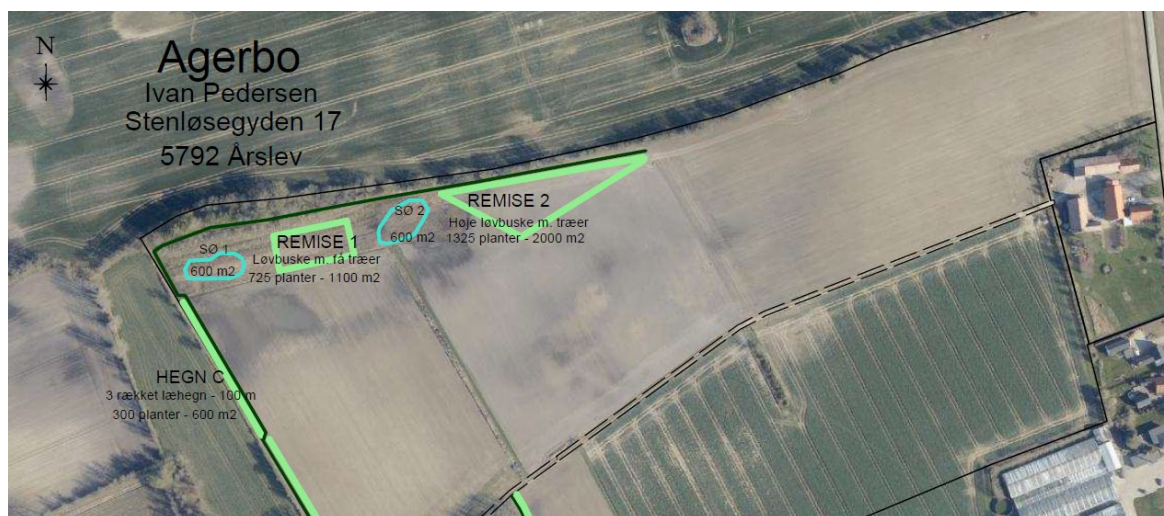 N
Agerbo
Ivan Pedersen
Stenløsegyden 17
5792 Årslev
REMISE 2
Høje løvbuske m. træer
1325 planter - 2000 m2
SØ 2
600 m2
REMISE 1
Løvbuske m. få træer
725 planter - 1100 m2
SØ 1
600 m2
HEGN C
3 rækket læhegn - 100 m
300 planter - 600 m2